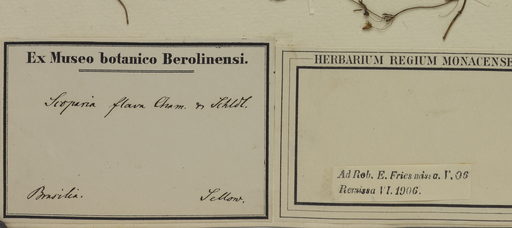 Ex Museo botanico Berolinensi.
Scoparia flava Cham. & Schldl.
Brasilia. Sellow.
HERBARIUM REGIUM MONACENSE
Ad Rob. E. Fries missa. V. 06
Remissa VI. 1906.